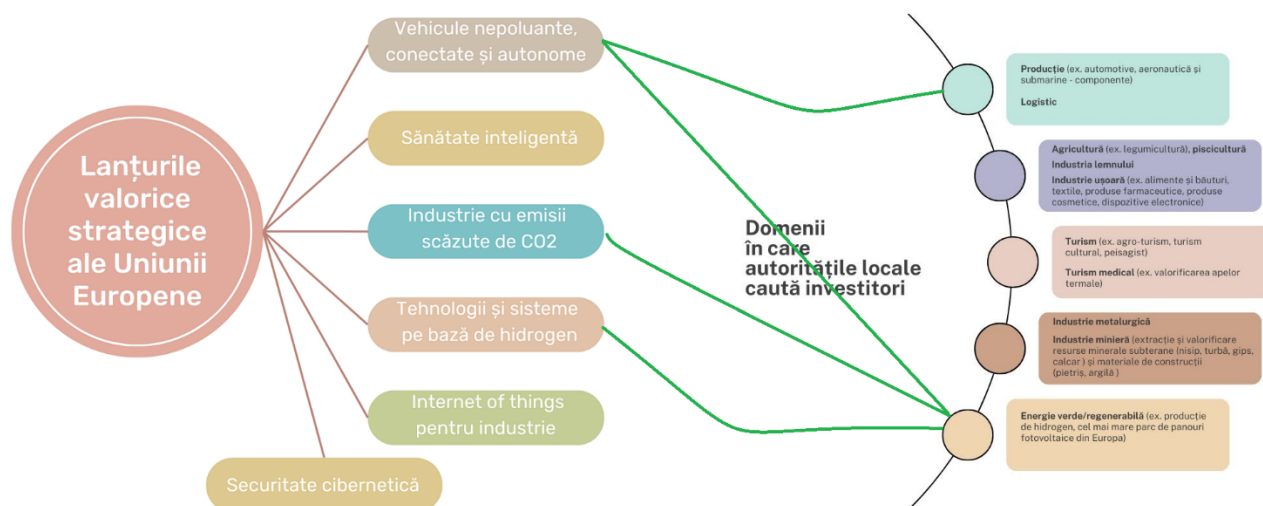 Lanțurile
valorice
strategice
ale Uniunii
Europene
Vehicule nepoluante,
conectate și autonome
Sănătate inteligentă
Industrie cu emisii
scăzute de CO2
Tehnologii și sisteme
pe bază de hidrogen
Internet of things
pentru industrie
Securitate cibernetică
Domenii
în care
autoritățile locale
caută investitori
Producție (ex. automotive, aeronautică și
submarine - componente)
Logistic
Agricultură (ex. legumicultură), piscicultură
Industria lemnului
Industrie ușoară (ex. alimente și băuturi,
textile, produse farmaceutice, produse
cosmetice, dispozitive electronice)
Turism (ex. agro-turism, turism
cultural, peisagist)
Turism medical (ex. valorificarea apelor
termale)
Industrie metalurgică
Industrie minieră (extracție și valorificare
resurse minerale subterane (nisip, turbă, gips,
calcar ) și materiale de construcții
(pietriș, argilă )
Energie verde/regenerabilă (ex. producție
de hidrogen, cel mai mare parc de panouri
fotovoltaice din Europa)